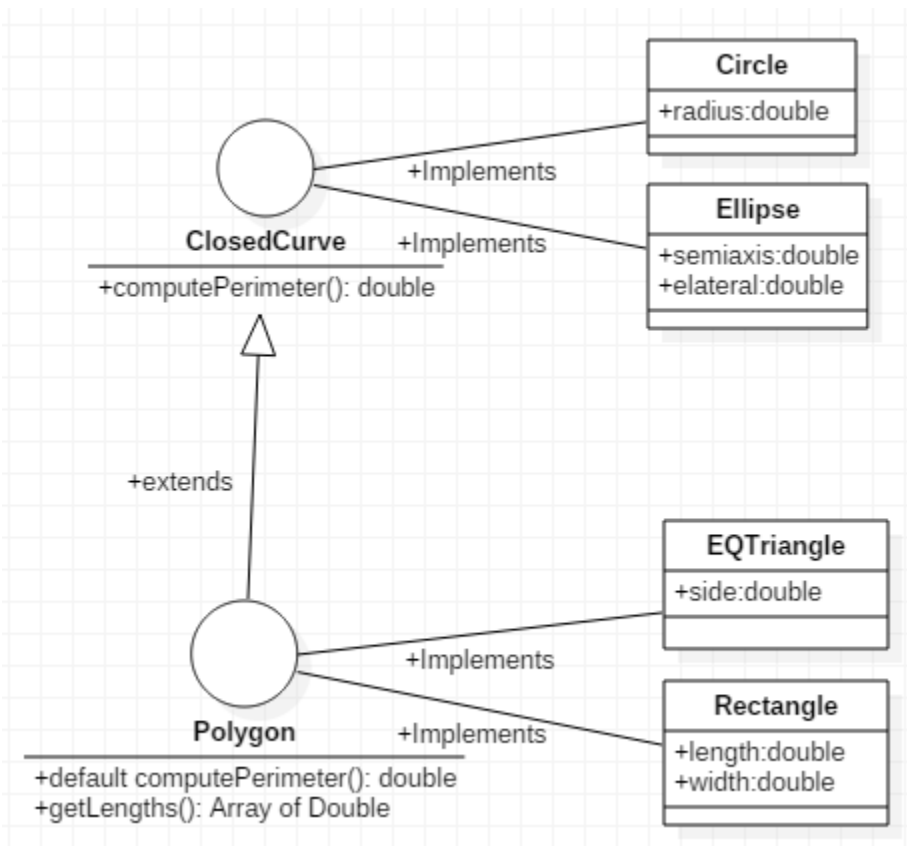 Circle
+radius:double
+Implements
Ellipse
+semiaxis:double
+elateral:double
+Implements
ClosedCurve
+computePerimeter(): double
+extends
EQTriangle
+side:double
+Implements
Rectangle
+length:double
+width:double
+Implements
Polygon
+default computePerimeter(): double
+getLengths(): Array of Double